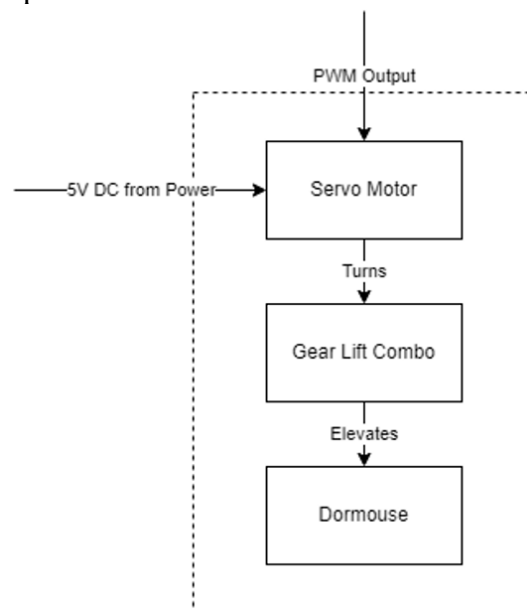 PWM Output
5V DC from Power
Servo Motor
Turns
Gear Lift Combo
Elevates
Dormouse